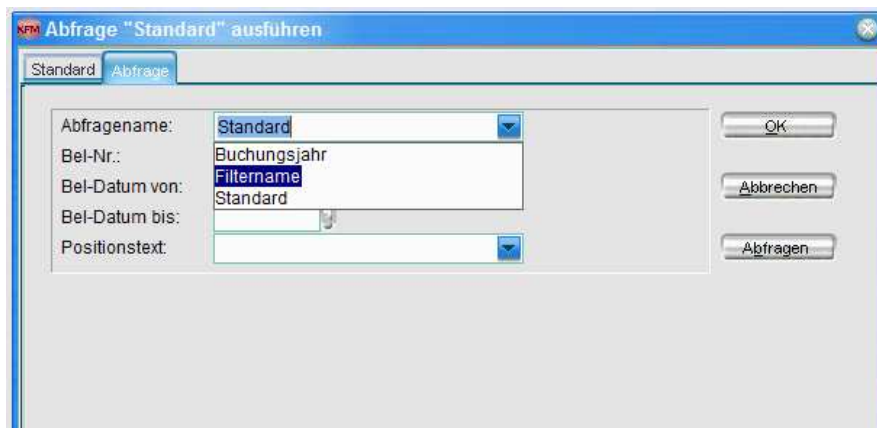 KFM Abfrage "Standard" ausführen
Standard Abfrage
Abfragename: Standard OK
Bel-Nr.: Buchungsjahr
Filtername
Bel-Datum von: Abbrechen
Standard
Bel-Datum bis:
Positionstext: Abfragen